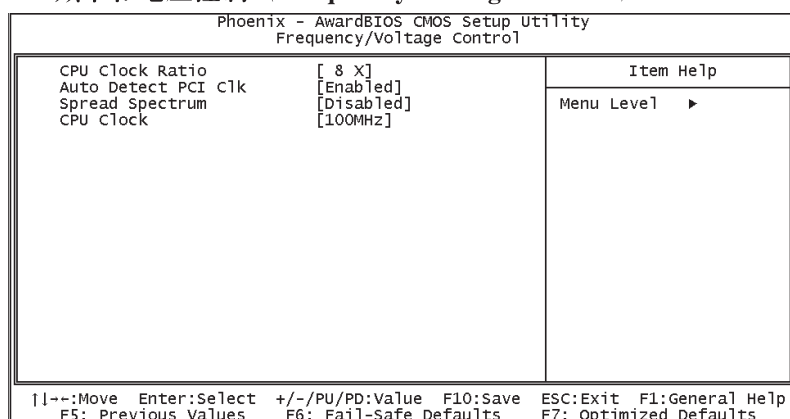 Phoenix - AwardBIOS CMOS Setup Utility
Frequency/Voltage Control
CPU Clock Ratio [ 8 X]
Auto Detect PCI Clk [Enabled]
Spread Spectrum [Disabled]
CPU Clock [100MHz]
Item Help
Menu Level ►
↑↓→←:Move Enter:Select +/-/PU/PD:Value F10:Save ESC:Exit F1:General Help
F5: Previous Values F6: Fail-Safe Defaults F7: Optimized Defaults